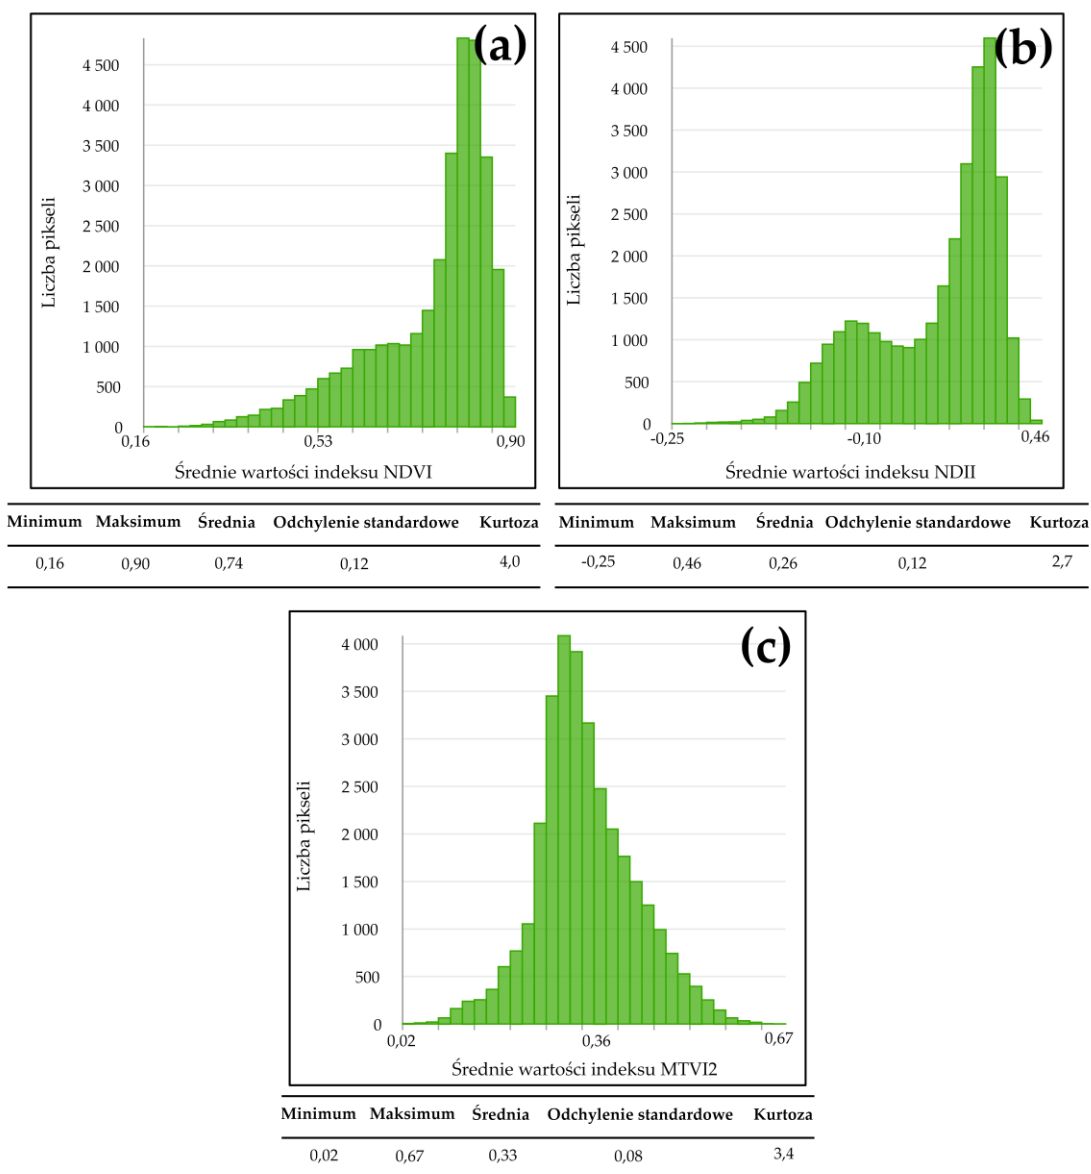 (a)
Liczba pikseli
4 500
4 000
3 500
3 000
2 500
2 000
1 500
1 000
500
0
0,16 0,53 0,90
Średnie wartości indeksu NDVI
Minimum Maksimum Średnia Odchylenie standardowe Kurtoza
0,16 0,90 0,74 0,12 4,0
(b)
Liczba pikseli
4 500
4 000
3 500
3 000
2 500
2 000
1 500
1 000
500
0
-0,25 -0,10 0,46
Średnie wartości indeksu NDII
Minimum Maksimum Średnia Odchylenie standardowe Kurtoza
-0,25 0,46 0,26 0,12 2,7
(c)
Liczba pikseli
4 000
3 500
3 000
2 500
2 000
1 500
1 000
500
0
0,02 0,36 0,67
Średnie wartości indeksu MTVI2
Minimum Maksimum Średnia Odchylenie standardowe Kurtoza
0,02 0,67 0,33 0,08 3,4